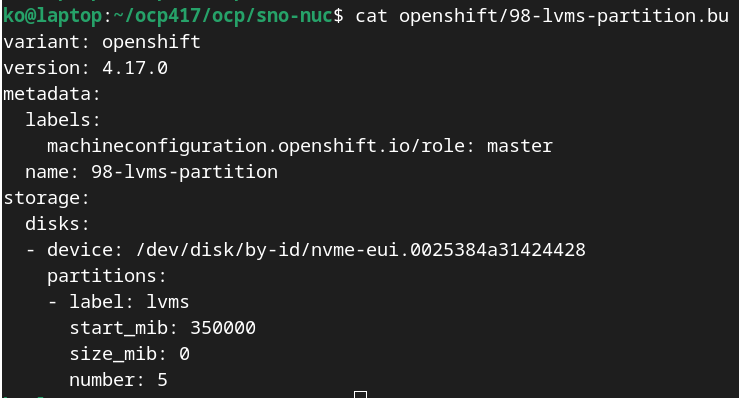 ko@laptop:~/ocp417/ocp/sno-nuc$ cat openshift/98-lvms-partition.bu
variant: openshift
version: 4.17.0
metadata:
  labels:
    machineconfiguration.openshift.io/role: master
  name: 98-lvms-partition
storage:
  disks:
  - device: /dev/disk/by-id/nvme-eui.0025384a31424428
    partitions:
    - label: lvms
      start_mib: 350000
      size_mib: 0
      number: 5